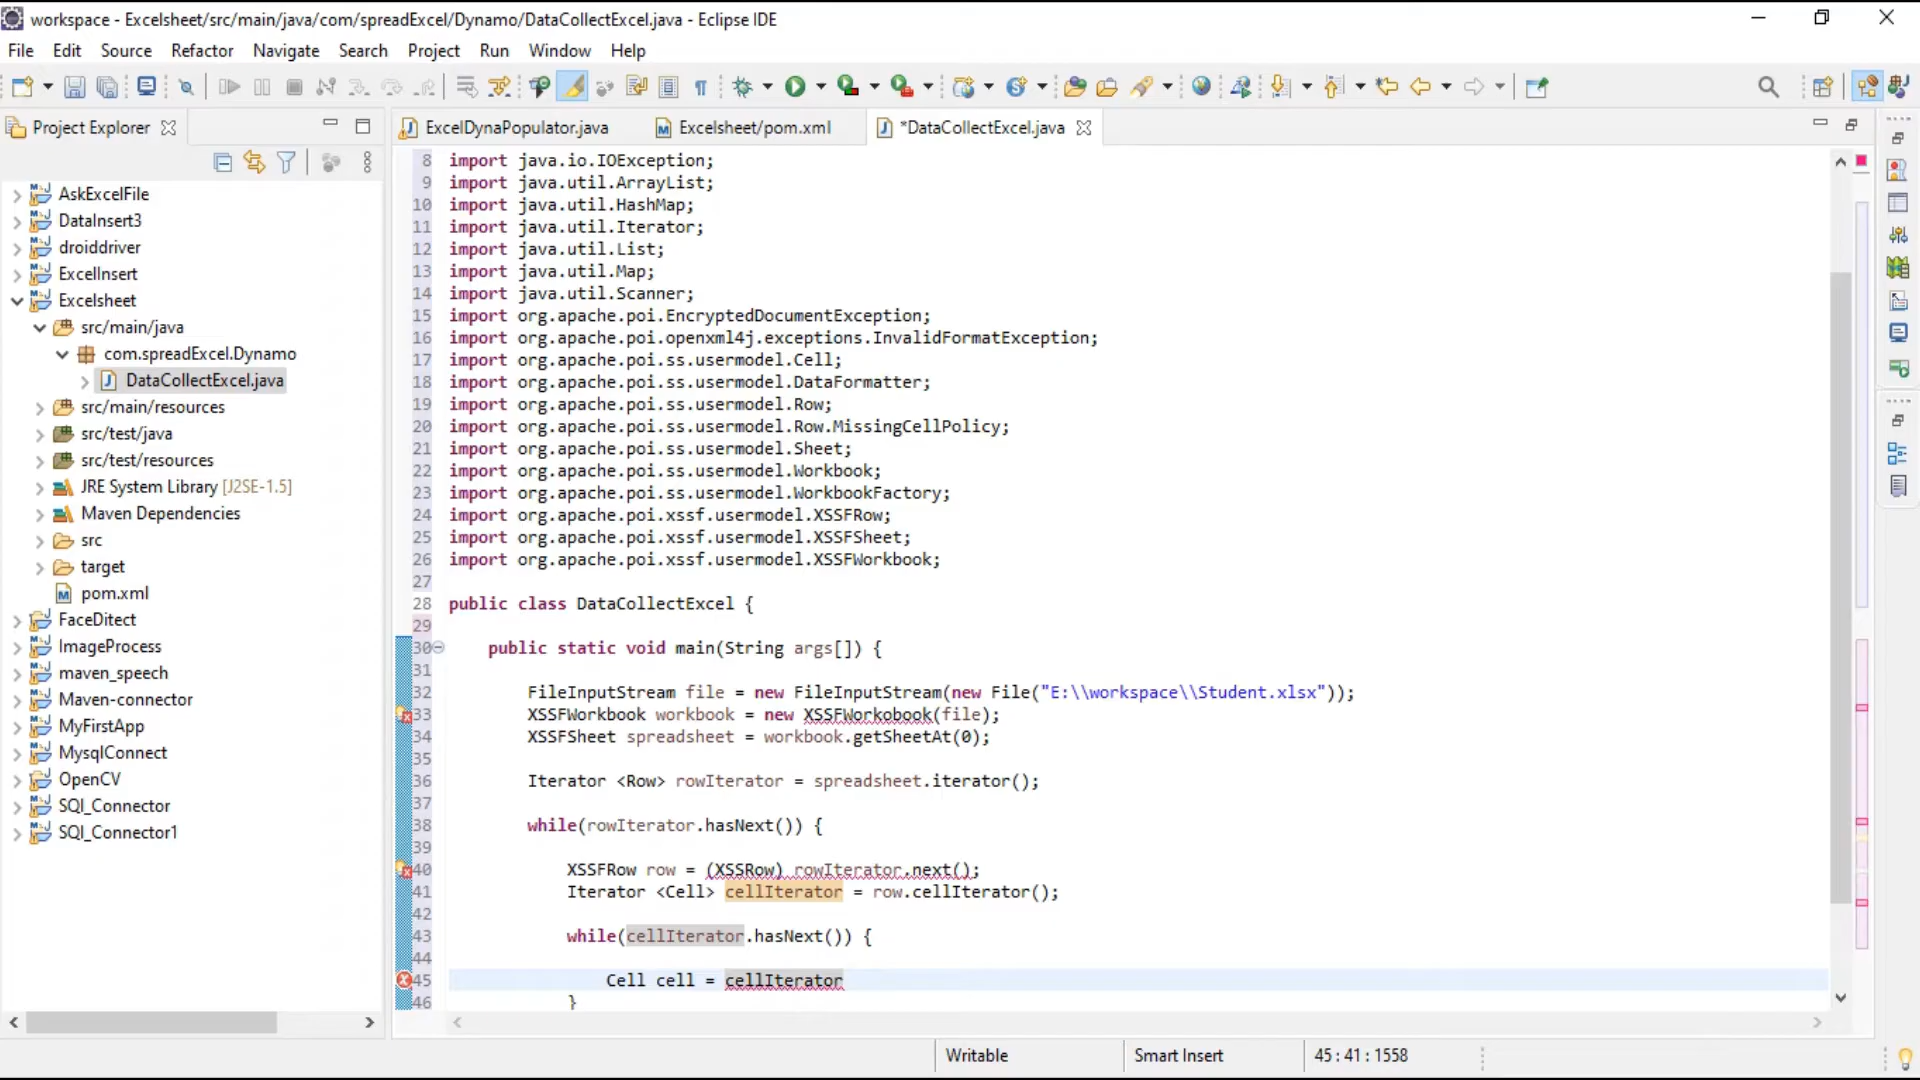 workspace - Excelsheet/src/main/java/com/spreadExcel/Dynamo/DataCollectExcel.java - Eclipse IDE
File Edit Source Refactor Navigate Search Project Run Window Help
Project Explorer
ExcelDynaPopulator.java Excelsheet/pom.xml *DataCollectExcel.java
AskExcelFile
DataInsert3
droiddriver
ExcelInsert
Excelsheet
src/main/java
com.spreadExcel.Dynamo
DataCollectExcel.java
src/main/resources
src/test/java
src/test/resources
JRE System Library [J2SE-1.5]
Maven Dependencies
src
target
pom.xml
FaceDitect
ImageProcess
maven_speech
Maven-connector
MyFirstApp
MysqlConnect
OpenCV
SQl_Connector
SQl_Connector1
8 import java.io.IOException;
9 import java.util.ArrayList;
10 import java.util.HashMap;
11 import java.util.Iterator;
12 import java.util.List;
13 import java.util.Map;
14 import java.util.Scanner;
15 import org.apache.poi.EncryptedDocumentException;
16 import org.apache.poi.openxml4j.exceptions.InvalidFormatException;
17 import org.apache.poi.ss.usermodel.Cell;
18 import org.apache.poi.ss.usermodel.DataFormatter;
19 import org.apache.poi.ss.usermodel.Row;
20 import org.apache.poi.ss.usermodel.Row.MissingCellPolicy;
21 import org.apache.poi.ss.usermodel.Sheet;
22 import org.apache.poi.ss.usermodel.Workbook;
23 import org.apache.poi.ss.usermodel.WorkbookFactory;
24 import org.apache.poi.xssf.usermodel.XSSFRow;
25 import org.apache.poi.xssf.usermodel.XSSFSheet;
26 import org.apache.poi.xssf.usermodel.XSSFWorkbook;
27
28 public class DataCollectExcel {
29
30 public static void main(String args[]) {
31
32 FileInputStream file = new FileInputStream(new File("E:\\workspace\\Student.xlsx"));
33 XSSFWorkbook workbook = new XSSFWorkobook(file);
34 XSSFSheet spreadsheet = workbook.getSheetAt(0);
35
36 Iterator <Row> rowIterator = spreadsheet.iterator();
37
38 while(rowIterator.hasNext()) {
39
40 XSSFRow row = (XSSRow) rowIterator.next();
41 Iterator <Cell> cellIterator = row.cellIterator();
42
43 while(cellIterator.hasNext()) {
44
45 Cell cell = cellIterator
46 }
Writable Smart Insert 45 : 41 : 1558